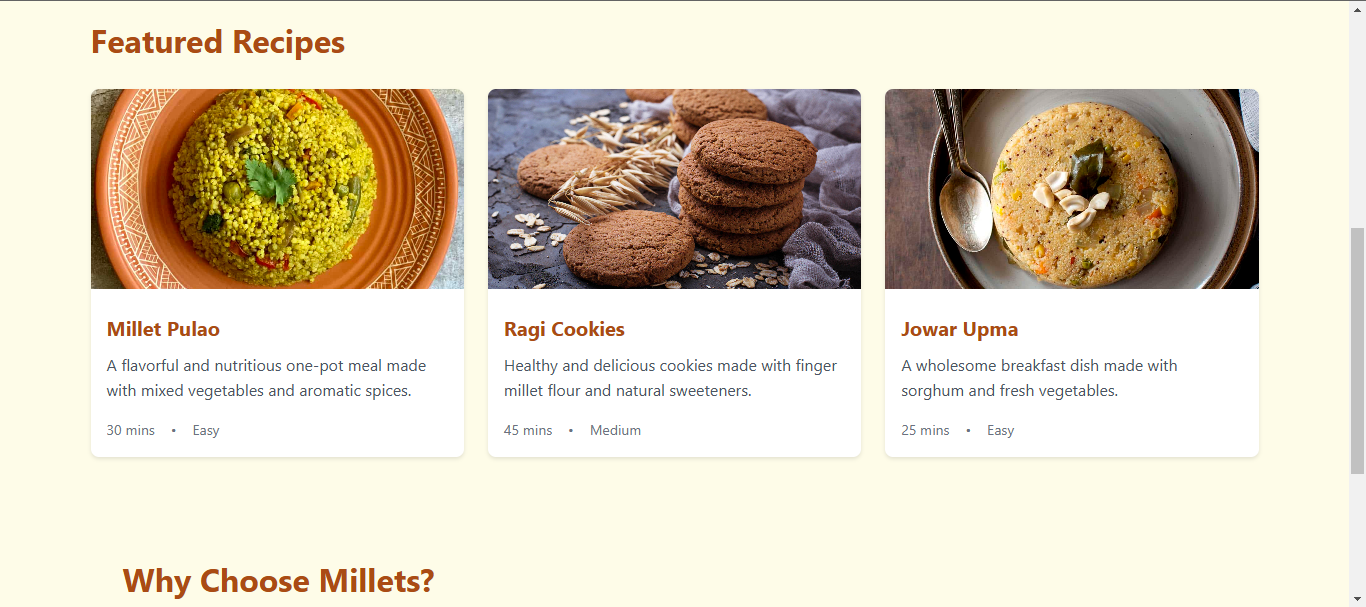 Featured Recipes
Millet Pulao
A flavorful and nutritious one-pot meal made
with mixed vegetables and aromatic spices.
30 mins • Easy
Ragi Cookies
Healthy and delicious cookies made with finger
millet flour and natural sweeteners.
45 mins • Medium
Jowar Upma
A wholesome breakfast dish made with
sorghum and fresh vegetables.
25 mins • Easy
Why Choose Millets?